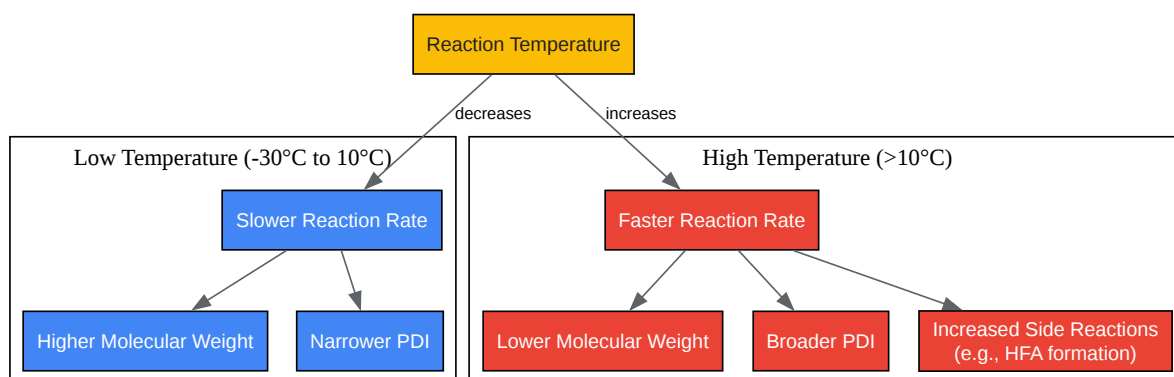 Reaction Temperature
decreases
increases
Low Temperature (-30°C to 10°C)
High Temperature (>10°C)
Slower Reaction Rate
Faster Reaction Rate
Higher Molecular Weight
Narrower PDI
Lower Molecular Weight
Broader PDI
Increased Side Reactions
(e.g., HFA formation)